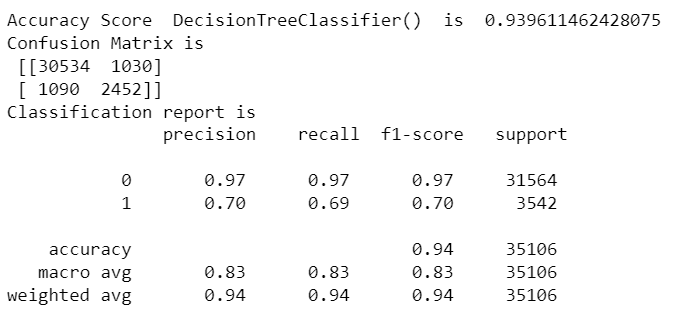 Accuracy Score  DecisionTreeClassifier()  is  0.939611462428075
Confusion Matrix is
[[30534  1030]
[ 1090  2452]]
Classification report is
precision    recall  f1-score   support
0       0.97      0.97      0.97     31564
1       0.70      0.69      0.70      3542
accuracy                           0.94     35106
macro avg       0.83      0.83      0.83     35106
weighted avg       0.94      0.94      0.94     35106